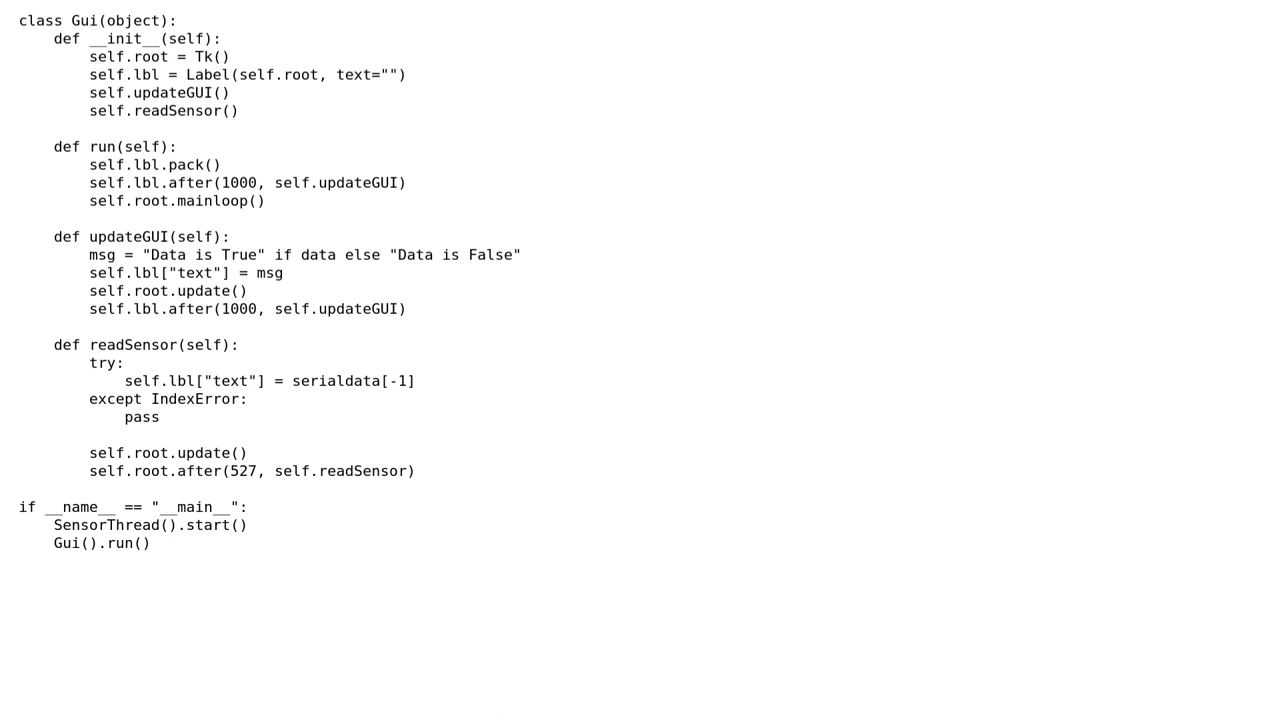 class Gui(object):
    def __init__(self):
        self.root = Tk()
        self.lbl = Label(self.root, text="")
        self.updateGUI()
        self.readSensor()

    def run(self):
        self.lbl.pack()
        self.lbl.after(1000, self.updateGUI)
        self.root.mainloop()

    def updateGUI(self):
        msg = "Data is True" if data else "Data is False"
        self.lbl["text"] = msg
        self.root.update()
        self.lbl.after(1000, self.updateGUI)

    def readSensor(self):
        try:
            self.lbl["text"] = serialdata[-1]
        except IndexError:
            pass

        self.root.update()
        self.root.after(527, self.readSensor)

if __name__ == "__main__":
    SensorThread().start()
    Gui().run()